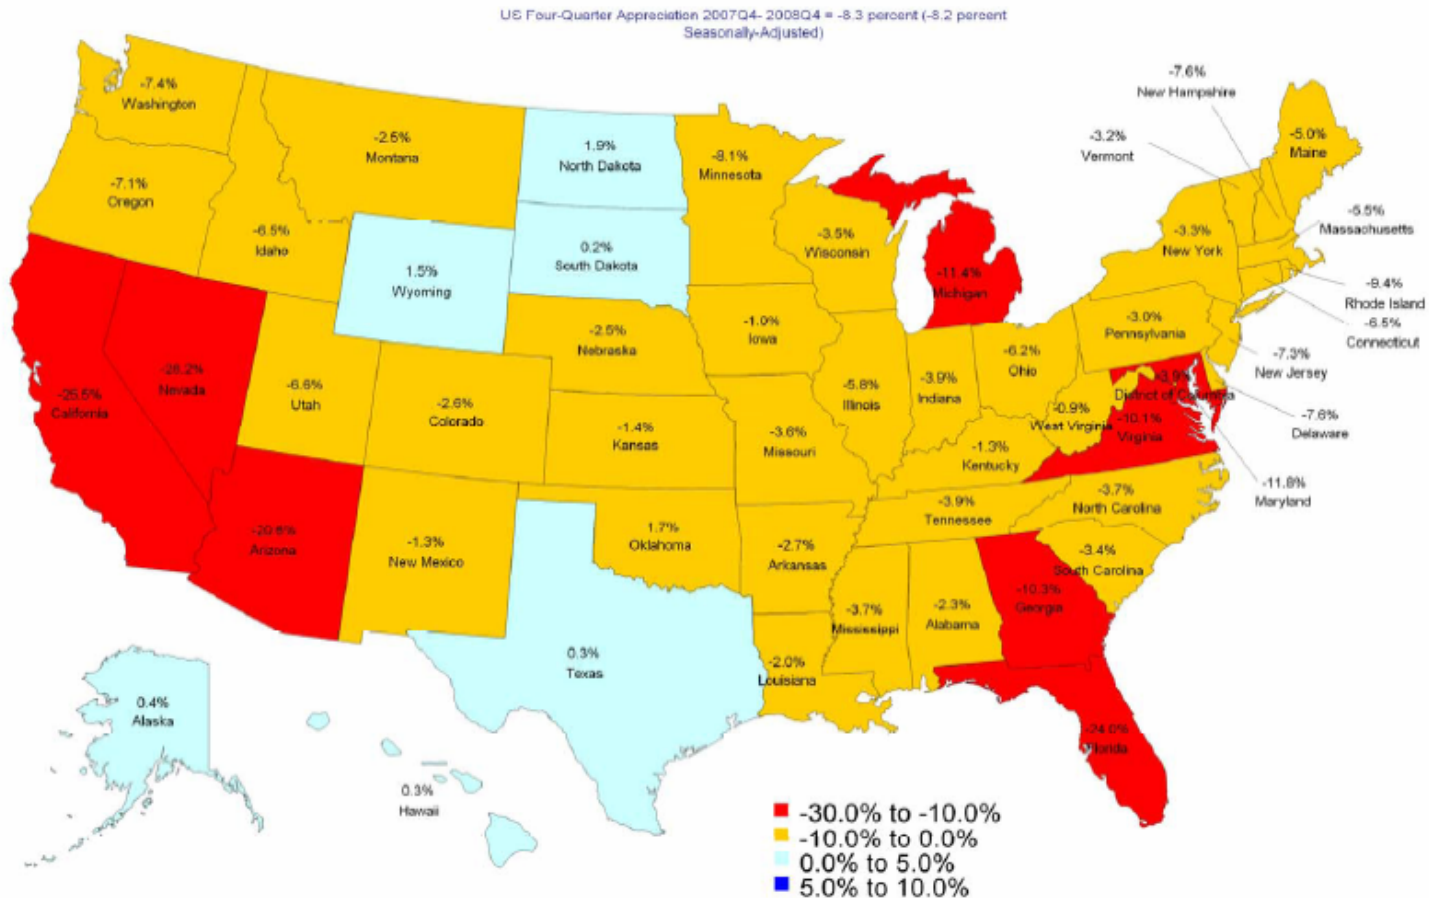 US Four-Quarter Appreciation 2007Q4- 2008Q4 = -8.3 percent (-8.2 percent
Seasonally-Adjusted)
-7.4%
Washington
-7.1%
Oregon
-6.5%
Idaho
-2.5%
Montana
1.9%
North Dakota
0.2%
South Dakota
1.5%
Wyoming
-8.1%
Minnesota
-3.5%
Wisconsin
-11.4%
Michigan
-7.6%
New Hampshire
-3.2%
Vermont
-5.0%
Maine
-5.5%
Massachusetts
-3.3%
New York
-9.4%
Rhode Island
-6.5%
Connecticut
-7.3%
New Jersey
-3.0%
Pennsylvania
-7.6%
Delaware
-11.8%
Maryland
-3.9%
District of Columbia
-10.1%
Virginia
-0.9%
West Virginia
-6.2%
Ohio
-3.9%
Indiana
-5.8%
Illinois
-1.0%
Iowa
-2.5%
Nebraska
-25.5%
California
-28.2%
Nevada
-6.6%
Utah
-2.6%
Colorado
-1.4%
Kansas
-3.6%
Missouri
-1.3%
Kentucky
-3.9%
Tennessee
-3.7%
North Carolina
-3.4%
South Carolina
-20.6%
Arizona
-1.3%
New Mexico
1.7%
Oklahoma
-2.7%
Arkansas
-3.7%
Mississippi
-2.3%
Alabama
-10.3%
Georgia
-24.0%
Florida
-2.0%
Louisiana
0.3%
Texas
0.4%
Alaska
0.3%
Hawaii
-30.0% to -10.0%
-10.0% to 0.0%
0.0% to 5.0%
5.0% to 10.0%